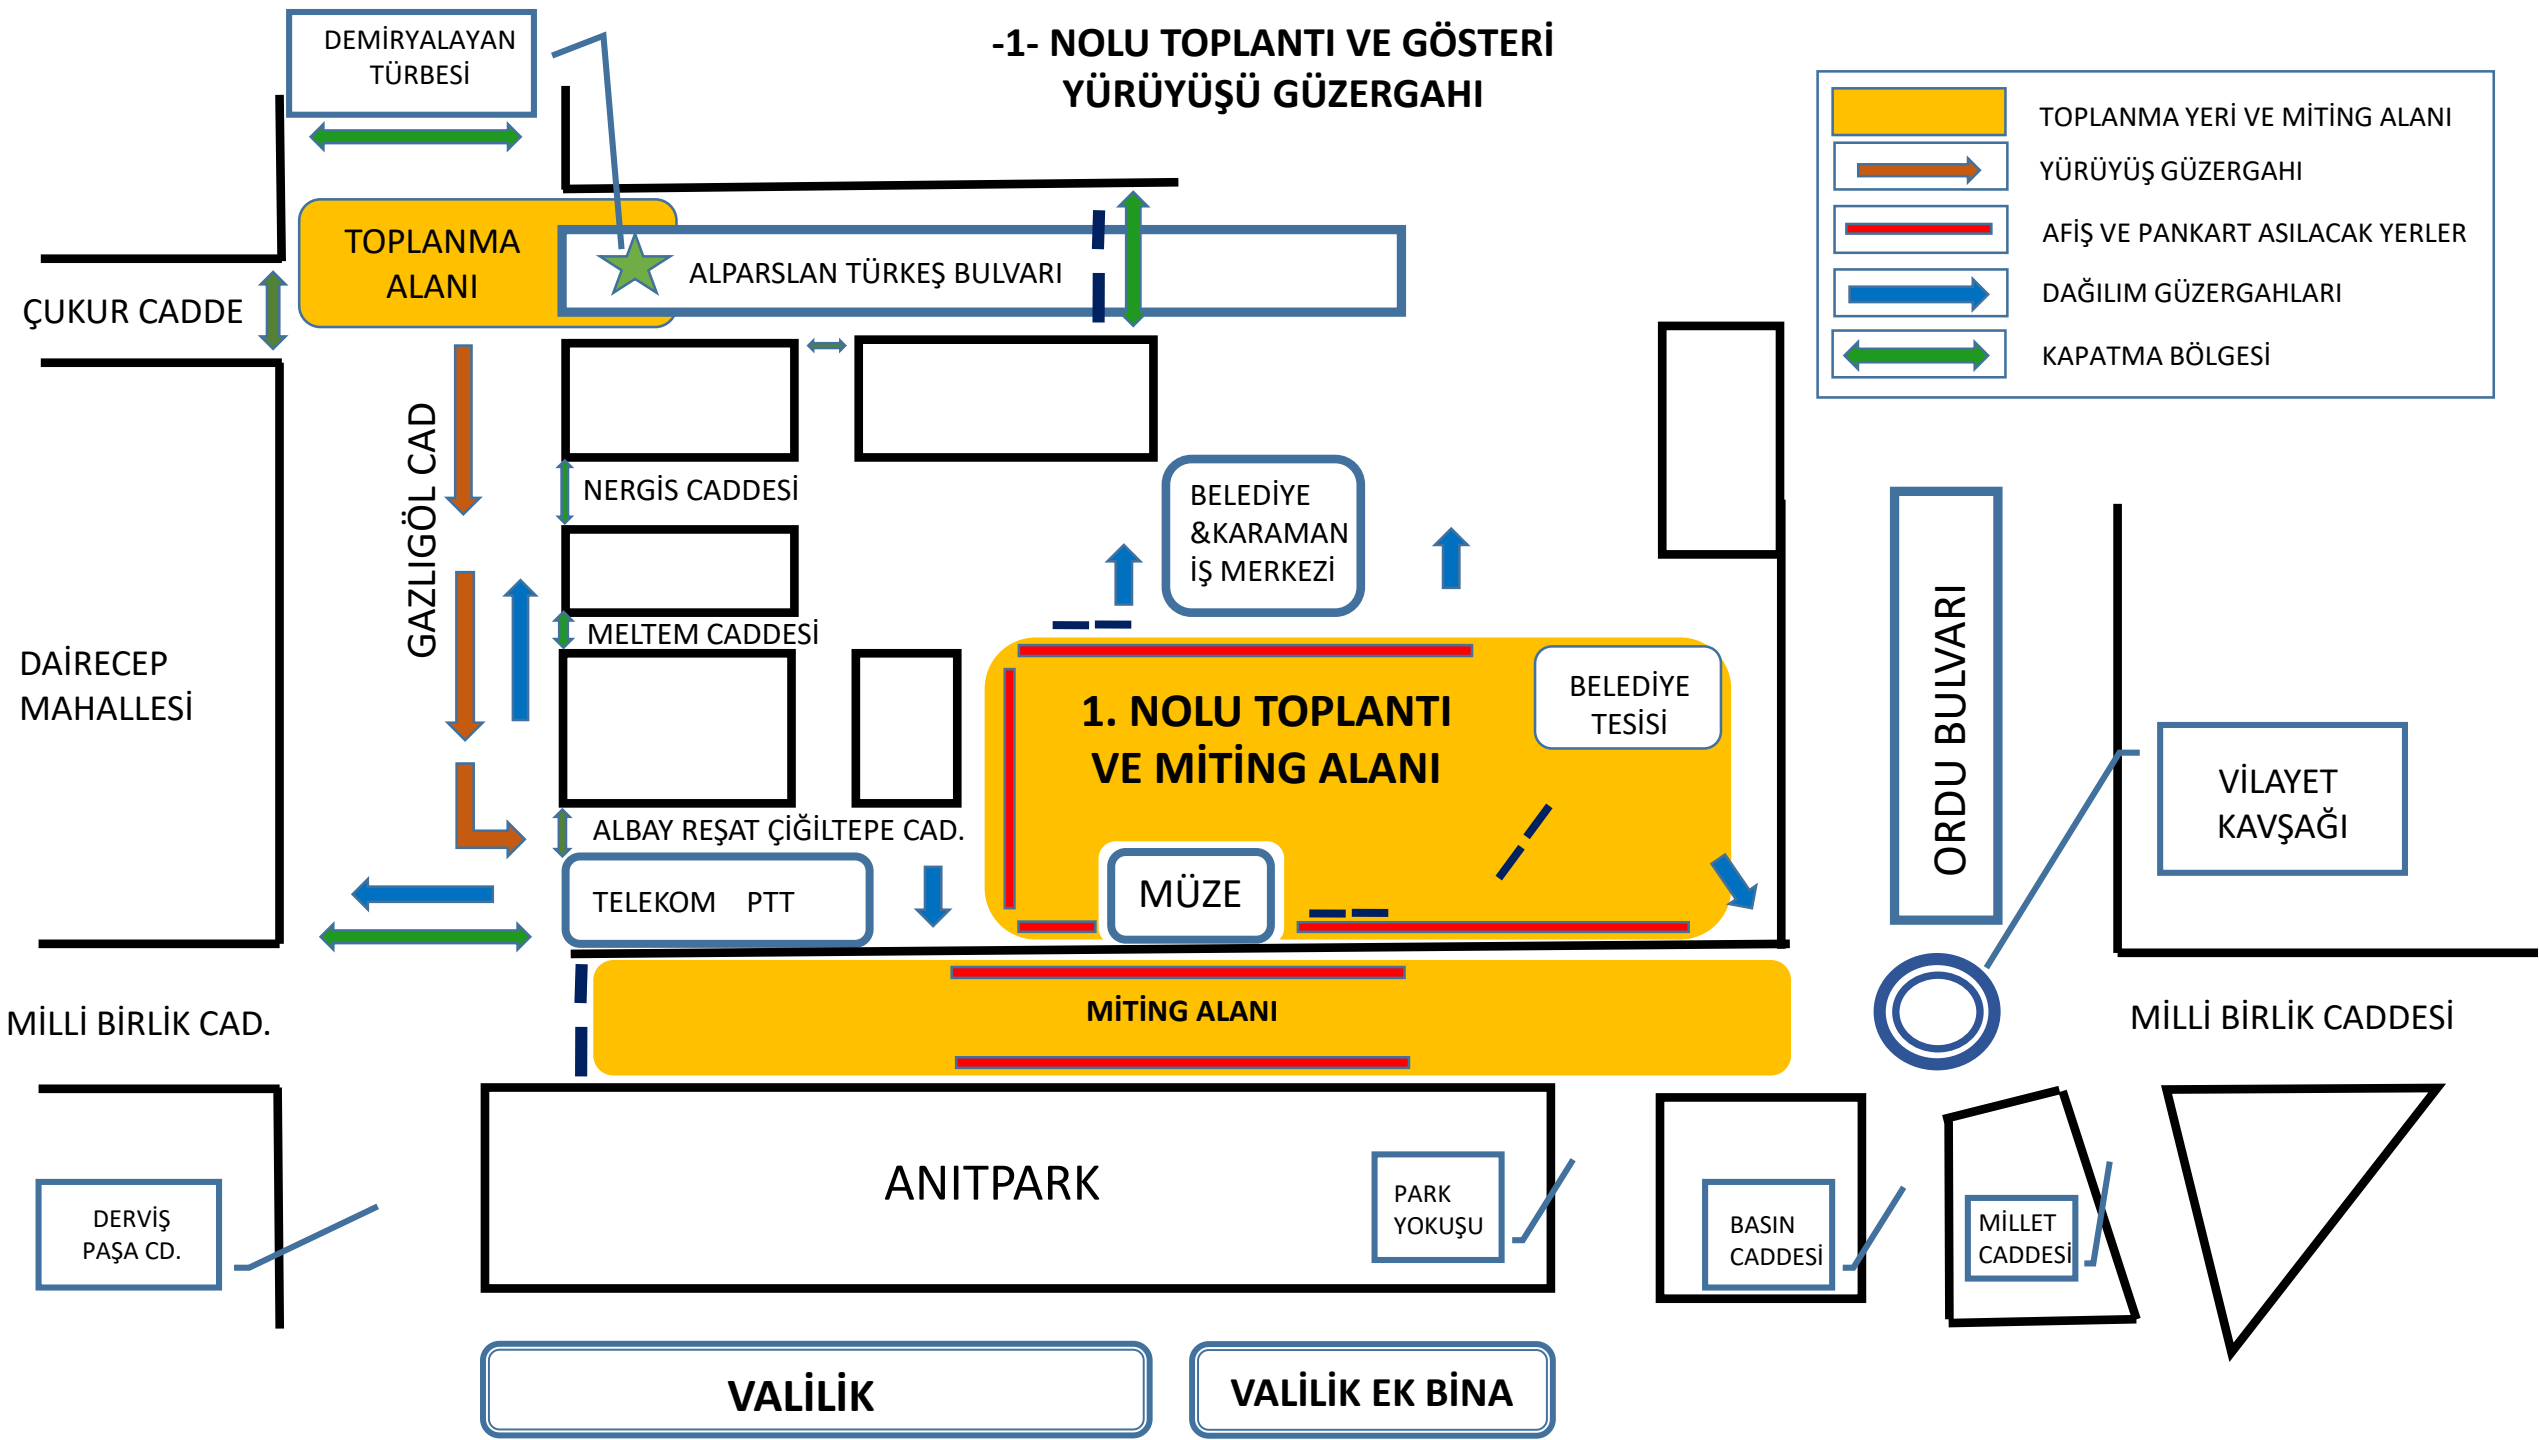 DEMİRYALAYAN
TÜRBESİ
-1- NOLU TOPLANTI VE GÖSTERİ
YÜRÜYÜŞÜ GÜZERGAHI
TOPLANMA YERİ VE MİTİNG ALANI
YÜRÜYÜŞ GÜZERGAHI
AFİŞ VE PANKART ASILACAK YERLER
DAĞILIM GÜZERGAHLARI
KAPATMA BÖLGESİ
TOPLANMA
ALANI
ALPARSLAN TÜRKEŞ BULVARI
ÇUKUR CADDE
GAZLIGÖL CAD
NERGİS CADDESİ
BELEDİYE
&KARAMAN
İŞ MERKEZİ
MELTEM CADDESİ
DAİRECEP
MAHALLESİ
1. NOLU TOPLANTI
VE MİTİNG ALANI
BELEDİYE
TESİSİ
ORDU BULVARI
VİLAYET
KAVŞAĞI
ALBAY REŞAT ÇİĞİLTEPE CAD.
TELEKOM PTT
MÜZE
MİLLİ BİRLİK CAD.
MİTİNG ALANI
MİLLİ BİRLİK CADDESİ
ANITPARK
DERVİŞ
PAŞA CD.
PARK
YOKUŞU
BASIN
CADDESİ
MİLLET
CADDESİ
VALİLİK
VALİLİK EK BİNA